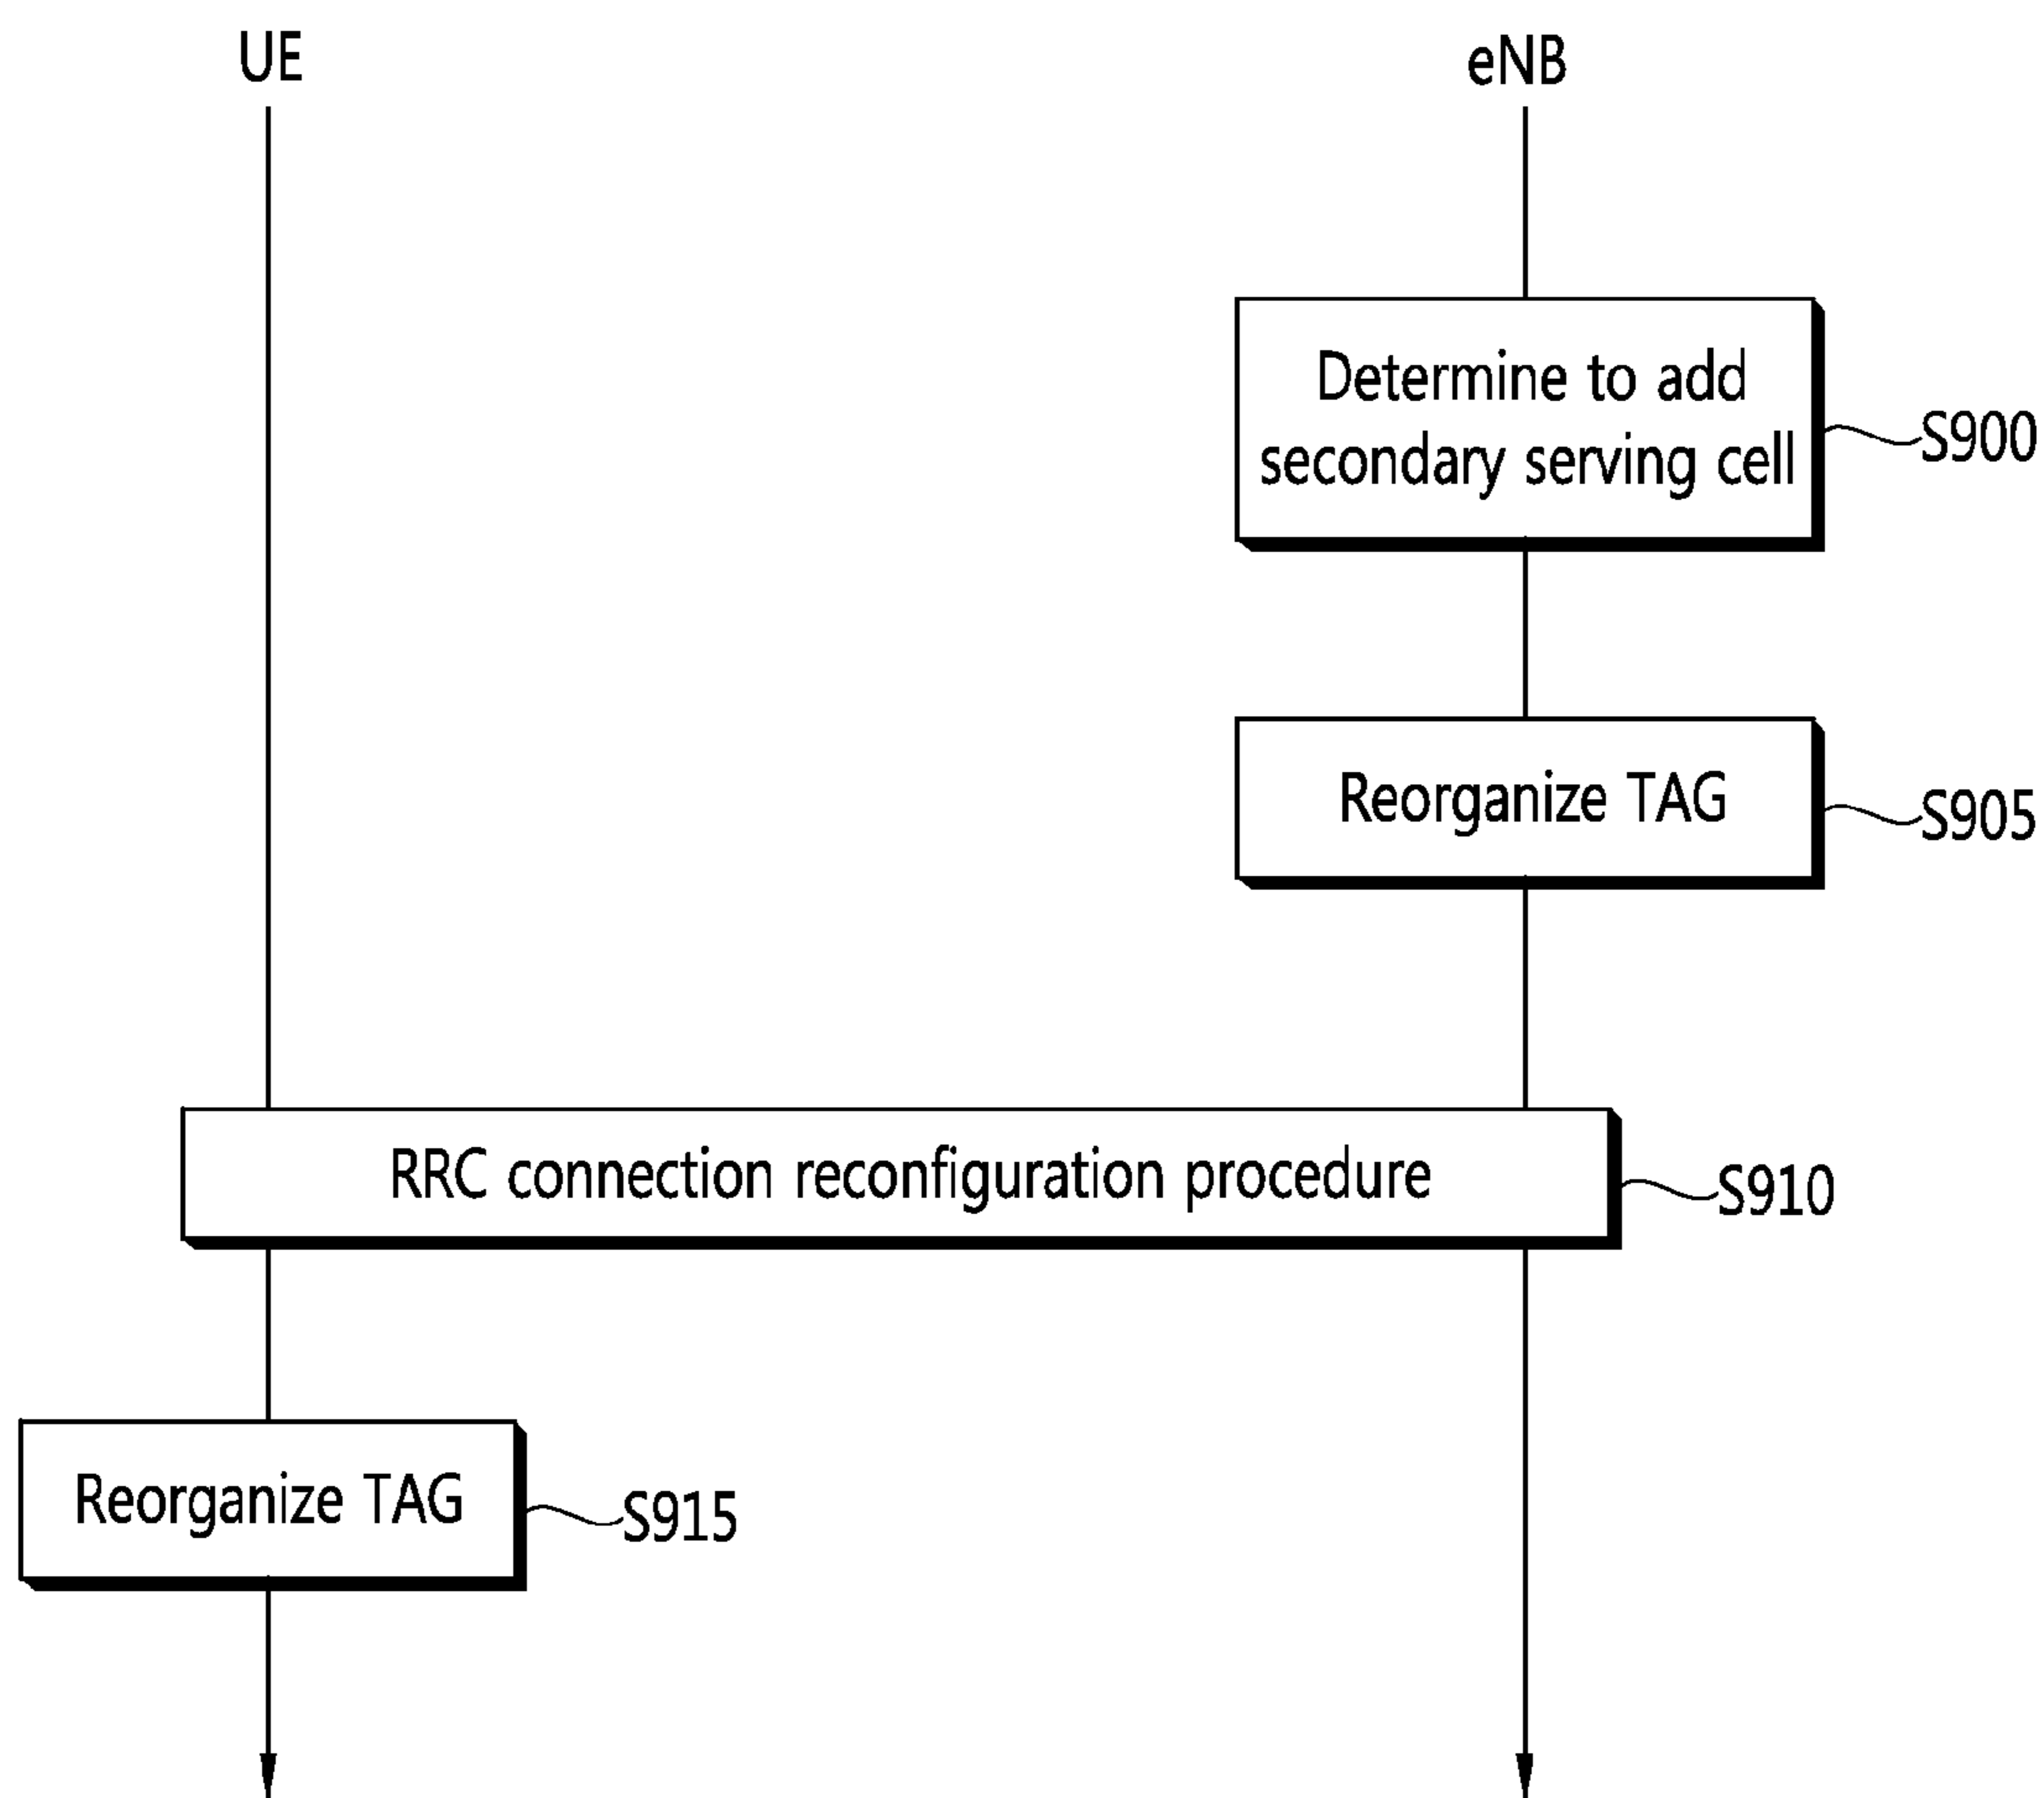 UE
eNB
Determine to add
secondary serving cell
S900
Reorganize TAG
S905
RRC connection reconfiguration procedure
S910
Reorganize TAG
S915